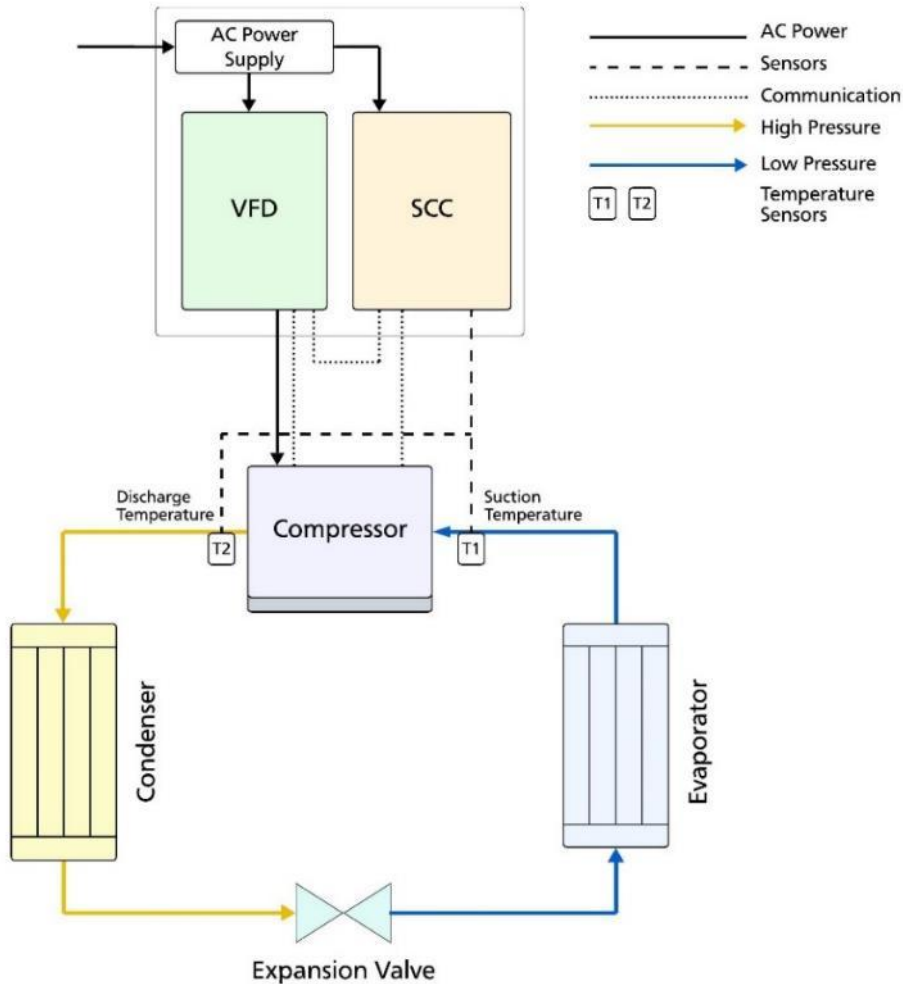 AC Power
Supply
VFD
SCC
AC Power
Sensors
Communication
High Pressure
Low Pressure
T1 T2
Temperature
Sensors
Discharge
Temperature
T2
Compressor
Suction
Temperature
T1
Condenser
Evaporator
Expansion Valve